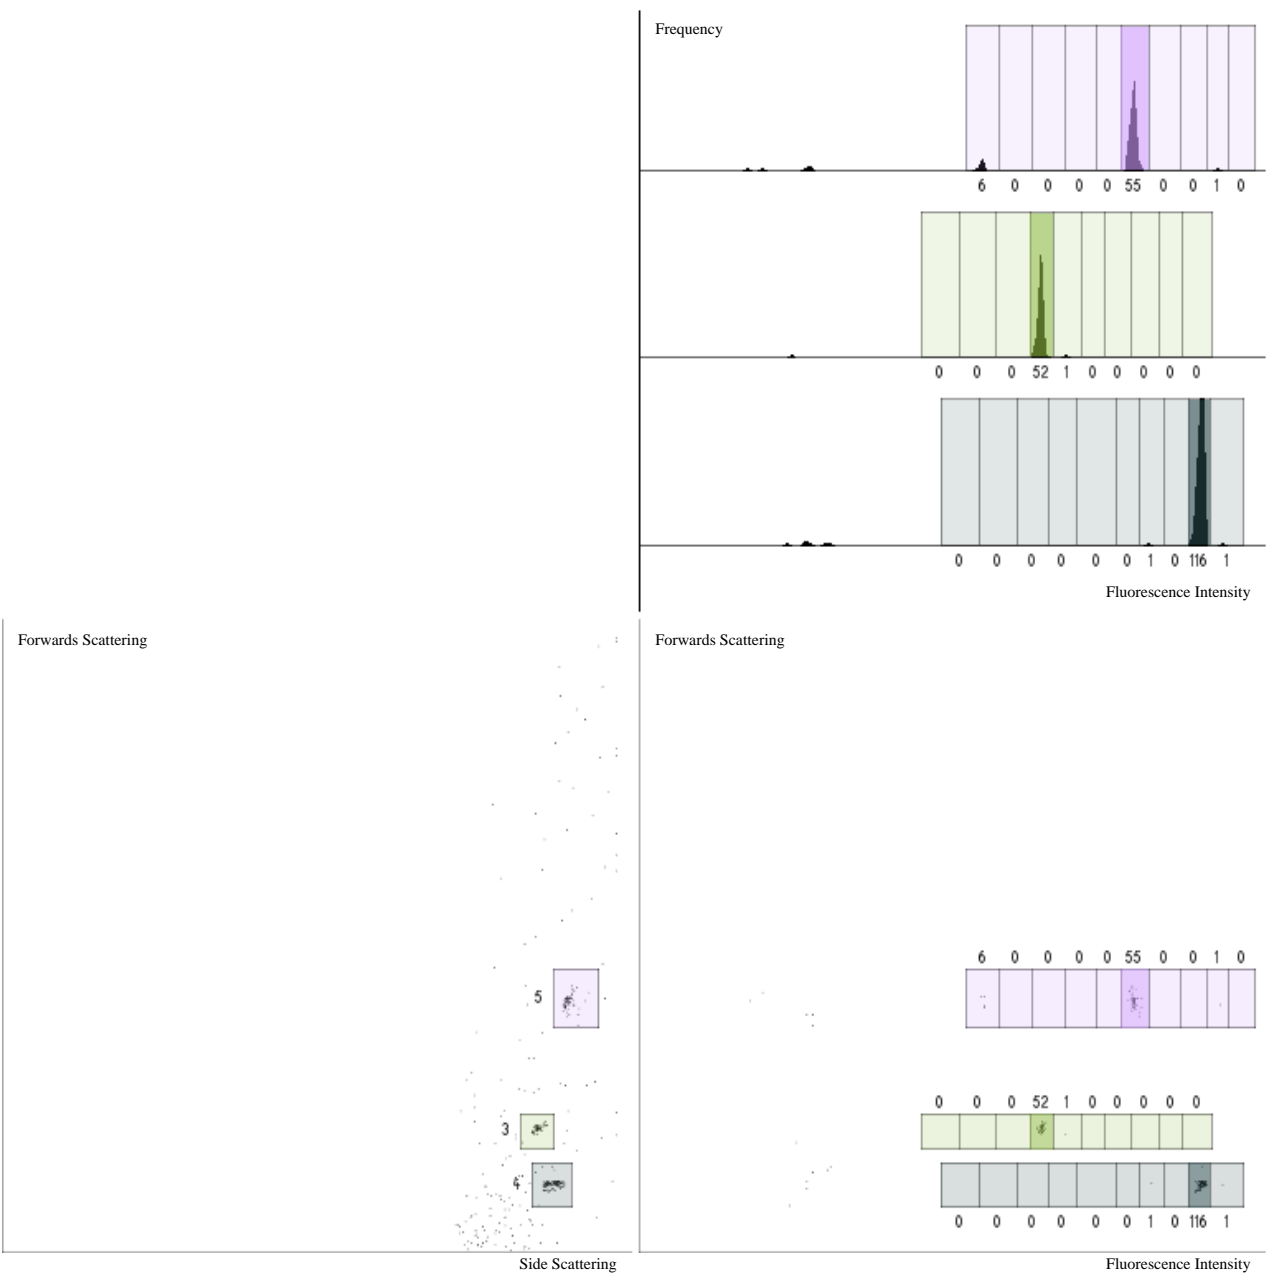 Frequency
6 0 0 0 0 55 0 0 1 0
0 0 0 52 1 0 0 0 0 0
0 0 0 0 0 0 1 0 116 1
Fluorescence Intensity
Forwards Scattering
5
3
4
Side Scattering
Forwards Scattering
6 0 0 0 0 55 0 0 1 0
0 0 0 52 1 0 0 0 0 0
0 0 0 0 0 0 1 0 116 1
Fluorescence Intensity